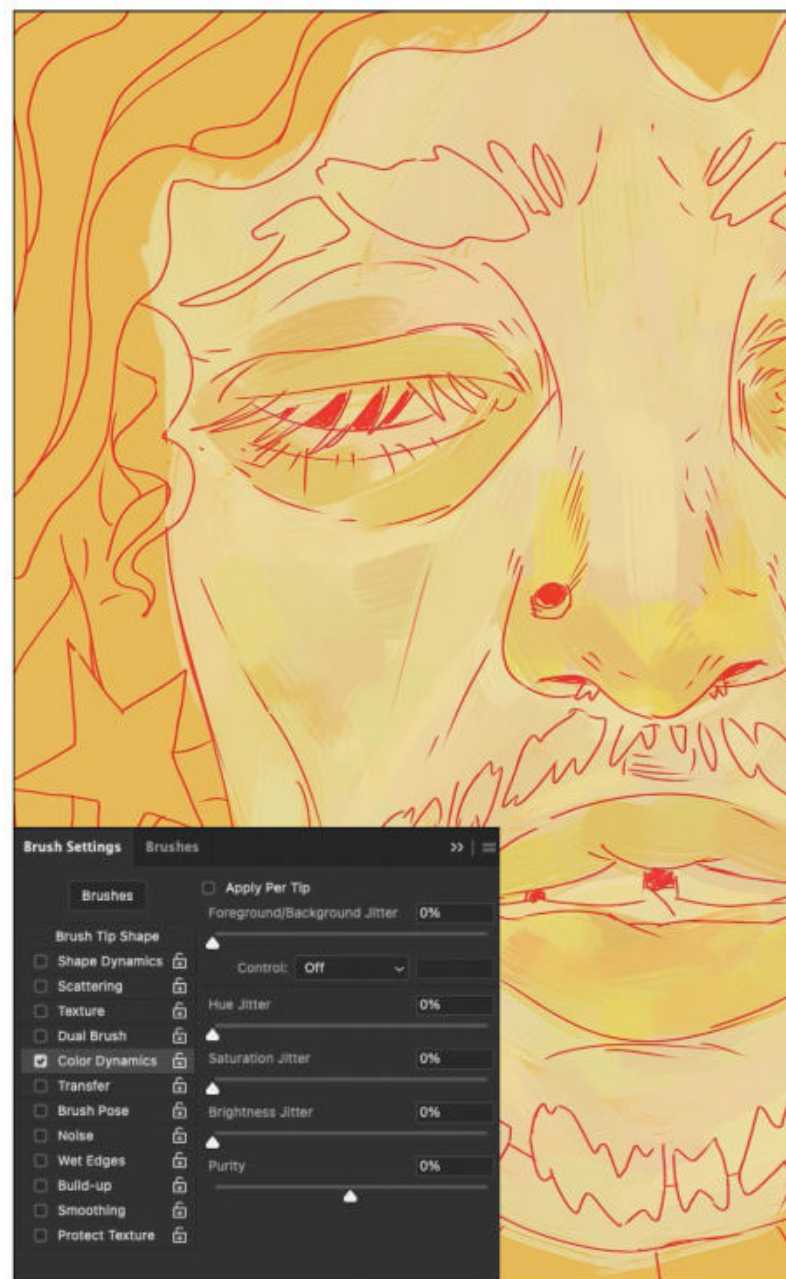 Brush Settings Brushes
Brushes
Brush Tip Shape
Shape Dynamics
Scattering
Texture
Dual Brush
Color Dynamics
Transfer
Brush Pose
Noise
Wet Edges
Build-up
Smoothing
Protect Texture
Apply Per Tip
Foreground/Background Jitter 0%
Control: Off
Hue Jitter 0%
Saturation Jitter 0%
Brightness Jitter 0%
Purity 0%